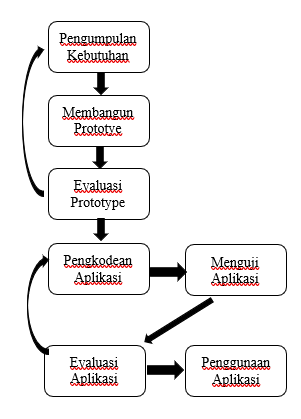 Pengumpulan
Kebutuhan
Membangun
Prototye
Evaluasi
Prototype
Pengkodean
Aplikasi
Menguji
Aplikasi
Evaluasi
Aplikasi
Penggunaan
Aplikasi